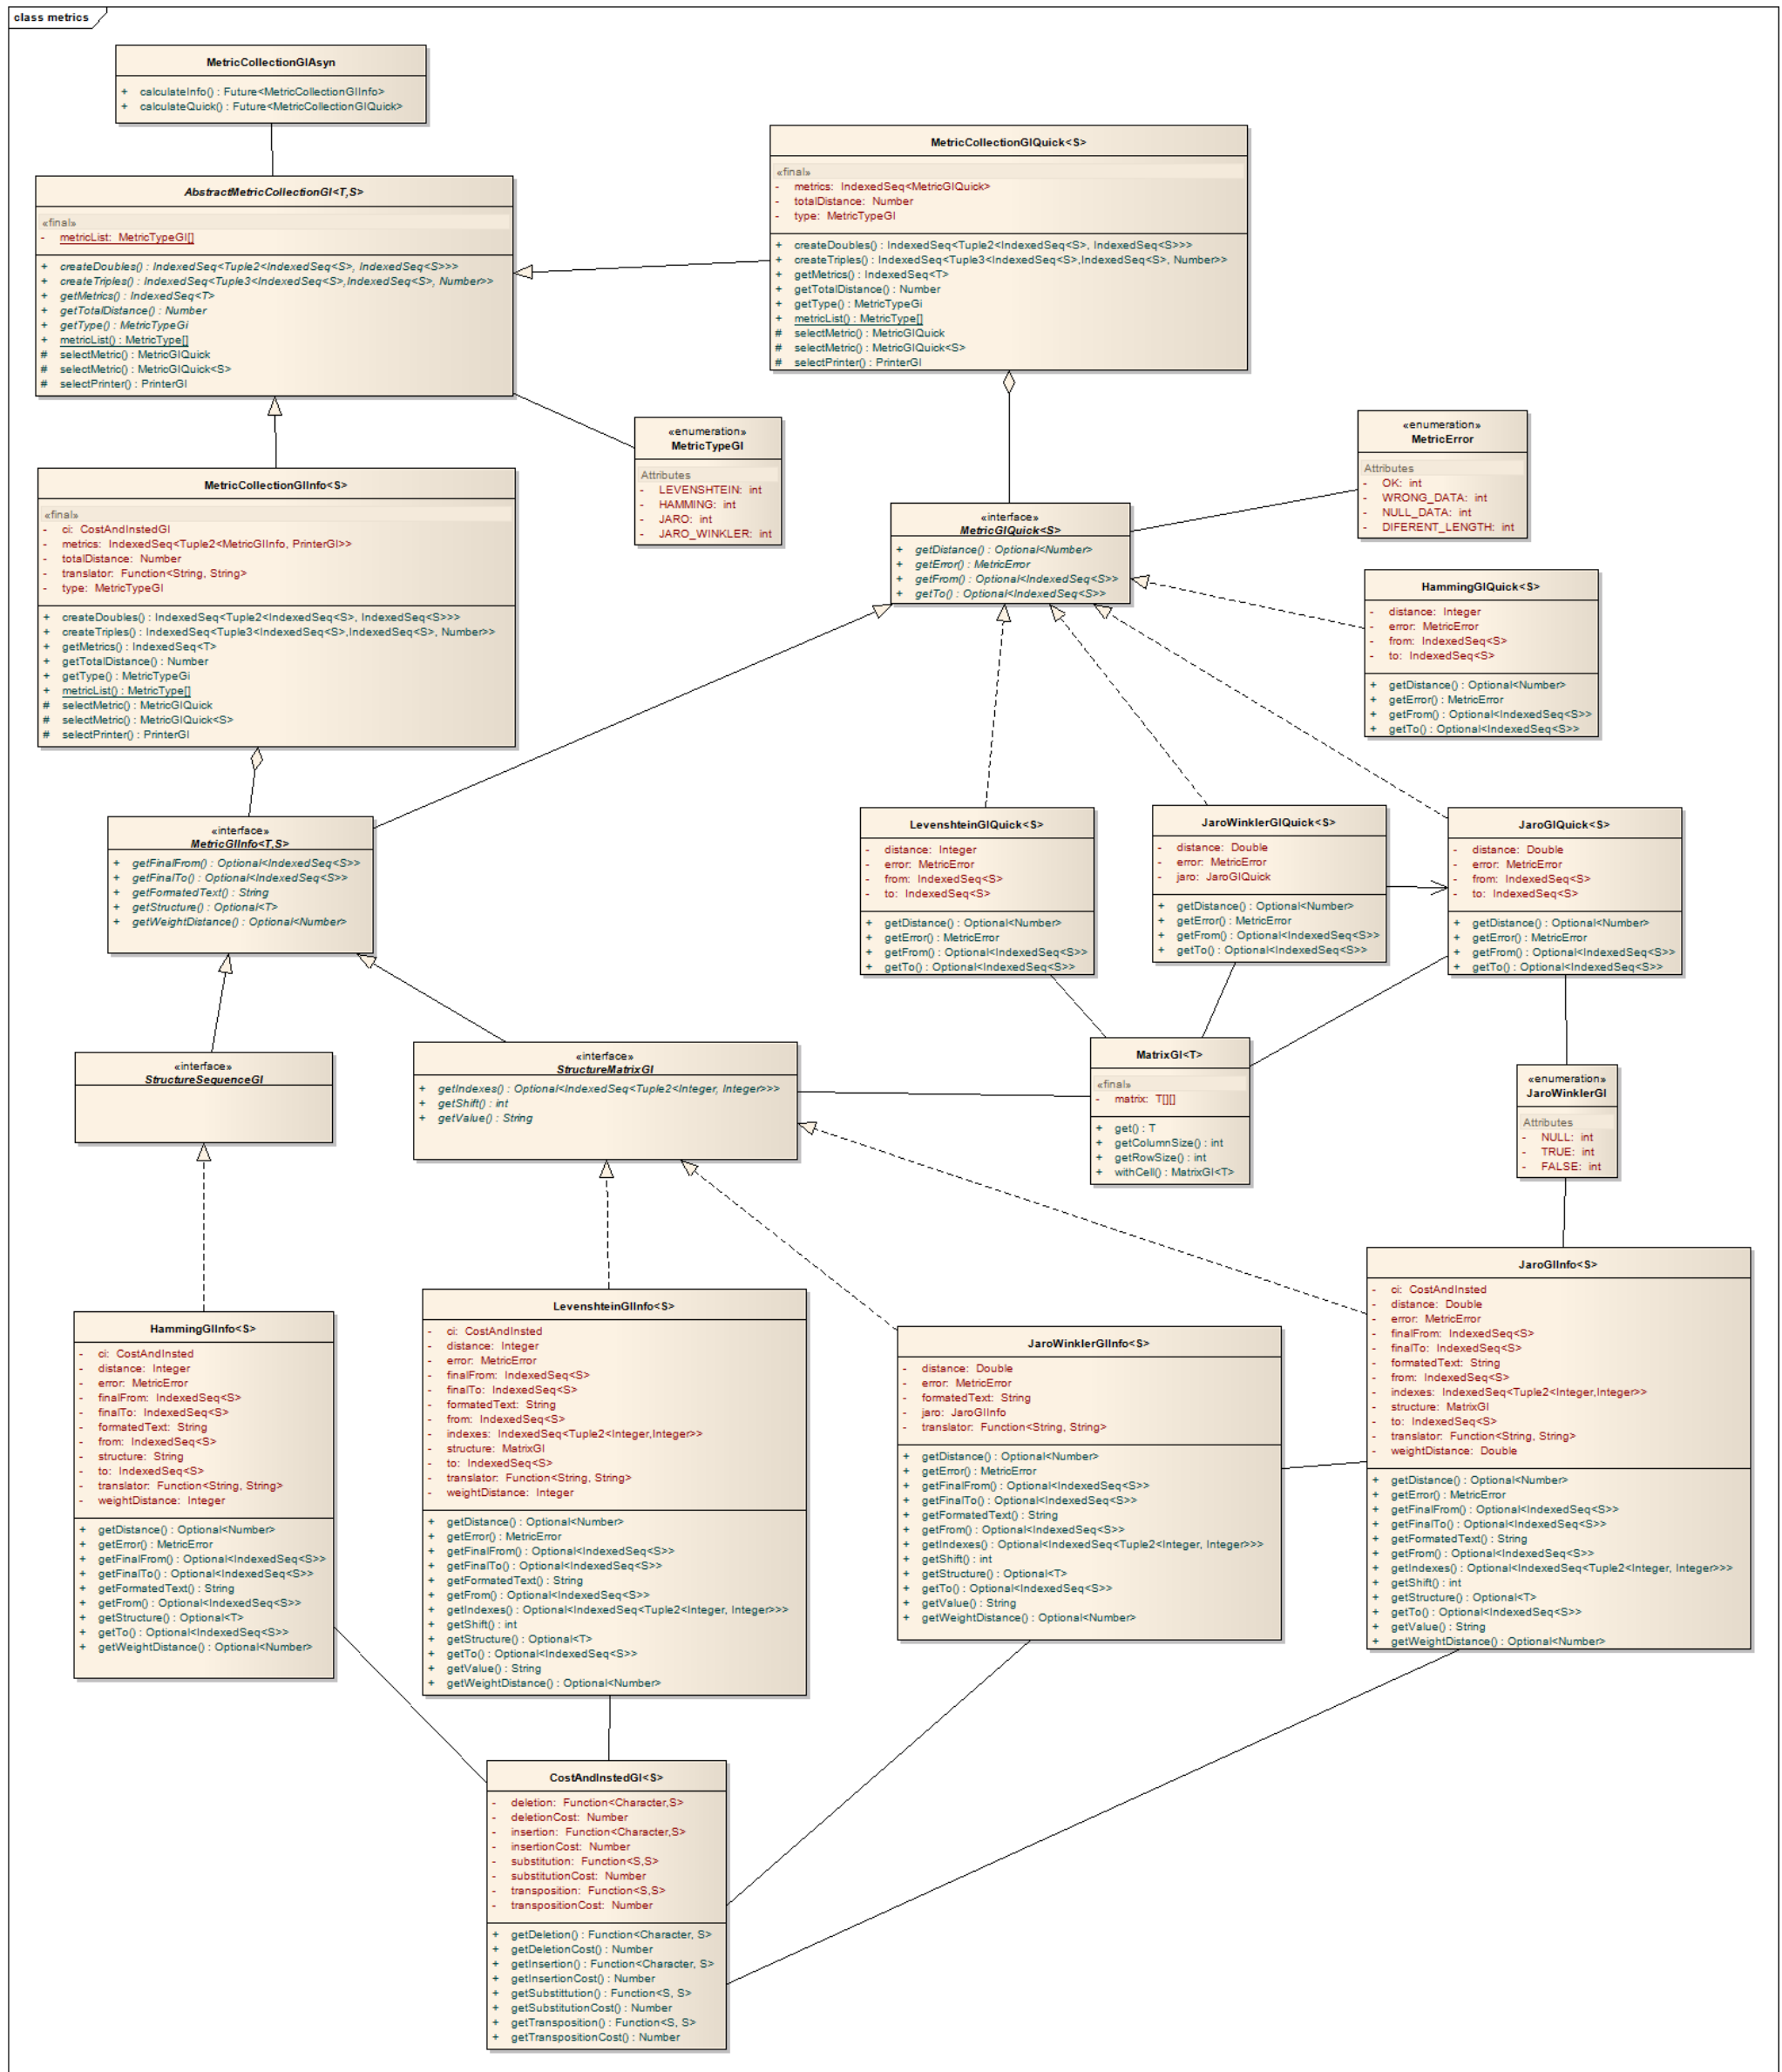 class metrics
MetricCollectionGIAsyn
+ calculateInfo() : Future<MetricCollectionGIInfo>
+ calculateQuick() : Future<MetricCollectionGIQuick>
MetricCollectionGIQuick<S>
«final»
- metrics: IndexedSeq<MetricGIQuick>
- totalDistance: Number
- type: MetricTypeGI
+ createDoubles() : IndexedSeq<Tuple2<IndexedSeq<S>, IndexedSeq<S>>>
+ createTriples() : IndexedSeq<Tuple3<IndexedSeq<S>,IndexedSeq<S>, Number>>
+ getMetrics() : IndexedSeq<T>
+ getTotalDistance() : Number
+ getType() : MetricTypeGi
+ metricList() : MetricType[]
# selectMetric() : MetricGIQuick
# selectMetric() : MetricGIQuick<S>
# selectPrinter() : PrinterGI
AbstractMetricCollectionGI<T,S>
«final»
- metricList: MetricTypeGI[]
+ createDoubles() : IndexedSeq<Tuple2<IndexedSeq<S>, IndexedSeq<S>>>
+ createTriples() : IndexedSeq<Tuple3<IndexedSeq<S>,IndexedSeq<S>, Number>>
+ getMetrics() : IndexedSeq<T>
+ getTotalDistance() : Number
+ getType() : MetricTypeGi
+ metricList() : MetricType[]
# selectMetric() : MetricGIQuick
# selectMetric() : MetricGIQuick<S>
# selectPrinter() : PrinterGI
«enumeration»
MetricTypeGI
Attributes
- LEVENSHTEIN: int
- HAMMING: int
- JARO: int
- JARO_WINKLER: int
«enumeration»
MetricError
Attributes
- OK: int
- WRONG_DATA: int
- NULL_DATA: int
- DIFERENT_LENGTH: int
MetricCollectionGIInfo<S>
«final»
- ci: CostAndInstedGI
- metrics: IndexedSeq<Tuple2<MetricGIInfo, PrinterGI>>
- totalDistance: Number
- translator: Function<String, String>
- type: MetricTypeGI
+ createDoubles() : IndexedSeq<Tuple2<IndexedSeq<S>, IndexedSeq<S>>>
+ createTriples() : IndexedSeq<Tuple3<IndexedSeq<S>,IndexedSeq<S>, Number>>
+ getMetrics() : IndexedSeq<T>
+ getTotalDistance() : Number
+ getType() : MetricTypeGi
+ metricList() : MetricType[]
# selectMetric() : MetricGIQuick
# selectMetric() : MetricGIQuick<S>
# selectPrinter() : PrinterGI
«interface»
MetricGIQuick<S>
+ getDistance() : Optional<Number>
+ getError() : MetricError
+ getFrom() : Optional<IndexedSeq<S>>
+ getTo() : Optional<IndexedSeq<S>>
HammingGIQuick<S>
- distance: Integer
- error: MetricError
- from: IndexedSeq<S>
- to: IndexedSeq<S>
+ getDistance() : Optional<Number>
+ getError() : MetricError
+ getFrom() : Optional<IndexedSeq<S>>
+ getTo() : Optional<IndexedSeq<S>>
«interface»
MetricGIInfo<T,S>
+ getFinalFrom() : Optional<IndexedSeq<S>>
+ getFinalTo() : Optional<IndexedSeq<S>>
+ getFormatedText() : String
+ getStructure() : Optional<T>
+ getWeightDistance() : Optional<Number>
LevenshteinGIQuick<S>
- distance: Integer
- error: MetricError
- from: IndexedSeq<S>
- to: IndexedSeq<S>
+ getDistance() : Optional<Number>
+ getError() : MetricError
+ getFrom() : Optional<IndexedSeq<S>>
+ getTo() : Optional<IndexedSeq<S>>
JaroWinklerGIQuick<S>
- distance: Double
- error: MetricError
- jaro: JaroGIQuick
+ getDistance() : Optional<Number>
+ getError() : MetricError
+ getFrom() : Optional<IndexedSeq<S>>
+ getTo() : Optional<IndexedSeq<S>>
JaroGIQuick<S>
- distance: Double
- error: MetricError
- from: IndexedSeq<S>
- to: IndexedSeq<S>
+ getDistance() : Optional<Number>
+ getError() : MetricError
+ getFrom() : Optional<IndexedSeq<S>>
+ getTo() : Optional<IndexedSeq<S>>
«interface»
StructureSequenceGI
«interface»
StructureMatrixGI
+ getIndexes() : Optional<IndexedSeq<Tuple2<Integer, Integer>>>
+ getShift() : int
+ getValue() : String
MatrixGI<T>
«final»
- matrix: T[][]
+ get() : T
+ getColumnSize() : int
+ getRowSize() : int
+ withCell() : MatrixGI<T>
«enumeration»
JaroWinklerGI
Attributes
- NULL: int
- TRUE: int
- FALSE: int
HammingGIInfo<S>
- ci: CostAndInsted
- distance: Integer
- error: MetricError
- finalFrom: IndexedSeq<S>
- finalTo: IndexedSeq<S>
- formatedText: String
- from: IndexedSeq<S>
- structure: String
- to: IndexedSeq<S>
- translator: Function<String, String>
- weightDistance: Integer
+ getDistance() : Optional<Number>
+ getError() : MetricError
+ getFinalFrom() : Optional<IndexedSeq<S>>
+ getFinalTo() : Optional<IndexedSeq<S>>
+ getFormatedText() : String
+ getFrom() : Optional<IndexedSeq<S>>
+ getStructure() : Optional<T>
+ getTo() : Optional<IndexedSeq<S>>
+ getWeightDistance() : Optional<Number>
LevenshteinGIInfo<S>
- ci: CostAndInsted
- distance: Integer
- error: MetricError
- finalFrom: IndexedSeq<S>
- finalTo: IndexedSeq<S>
- formatedText: String
- from: IndexedSeq<S>
- indexes: IndexedSeq<Tuple2<Integer,Integer>>
- structure: MatrixGI
- to: IndexedSeq<S>
- translator: Function<String, String>
- weightDistance: Integer
+ getDistance() : Optional<Number>
+ getError() : MetricError
+ getFinalFrom() : Optional<IndexedSeq<S>>
+ getFinalTo() : Optional<IndexedSeq<S>>
+ getFormatedText() : String
+ getFrom() : Optional<IndexedSeq<S>>
+ getIndexes() : Optional<IndexedSeq<Tuple2<Integer, Integer>>>
+ getShift() : int
+ getStructure() : Optional<T>
+ getTo() : Optional<IndexedSeq<S>>
+ getValue() : String
+ getWeightDistance() : Optional<Number>
JaroWinklerGIInfo<S>
- distance: Double
- error: MetricError
- formatedText: String
- jaro: JaroGIInfo
- translator: Function<String, String>
+ getDistance() : Optional<Number>
+ getError() : MetricError
+ getFinalFrom() : Optional<IndexedSeq<S>>
+ getFinalTo() : Optional<IndexedSeq<S>>
+ getFormatedText() : String
+ getFrom() : Optional<IndexedSeq<S>>
+ getIndexes() : Optional<IndexedSeq<Tuple2<Integer, Integer>>>
+ getShift() : int
+ getStructure() : Optional<T>
+ getTo() : Optional<IndexedSeq<S>>
+ getValue() : String
+ getWeightDistance() : Optional<Number>
JaroGIInfo<S>
- ci: CostAndInsted
- distance: Double
- error: MetricError
- finalFrom: IndexedSeq<S>
- finalTo: IndexedSeq<S>
- formatedText: String
- from: IndexedSeq<S>
- indexes: IndexedSeq<Tuple2<Integer,Integer>>
- structure: MatrixGI
- to: IndexedSeq<S>
- translator: Function<String, String>
- weightDistance: Double
+ getDistance() : Optional<Number>
+ getError() : MetricError
+ getFinalFrom() : Optional<IndexedSeq<S>>
+ getFinalTo() : Optional<IndexedSeq<S>>
+ getFormatedText() : String
+ getFrom() : Optional<IndexedSeq<S>>
+ getIndexes() : Optional<IndexedSeq<Tuple2<Integer, Integer>>>
+ getShift() : int
+ getStructure() : Optional<T>
+ getTo() : Optional<IndexedSeq<S>>
+ getValue() : String
+ getWeightDistance() : Optional<Number>
CostAndInstedGI<S>
- deletion: Function<Character,S>
- deletionCost: Number
- insertion: Function<Character,S>
- insertionCost: Number
- substitution: Function<S,S>
- substitutionCost: Number
- transposition: Function<S,S>
- transpositionCost: Number
+ getDeletion() : Function<Character, S>
+ getDeletionCost() : Number
+ getInsertion() : Function<Character, S>
+ getInsertionCost() : Number
+ getSubstittution() : Function<S, S>
+ getSubstitutionCost() : Number
+ getTransposition() : Function<S, S>
+ getTranspositionCost() : Number